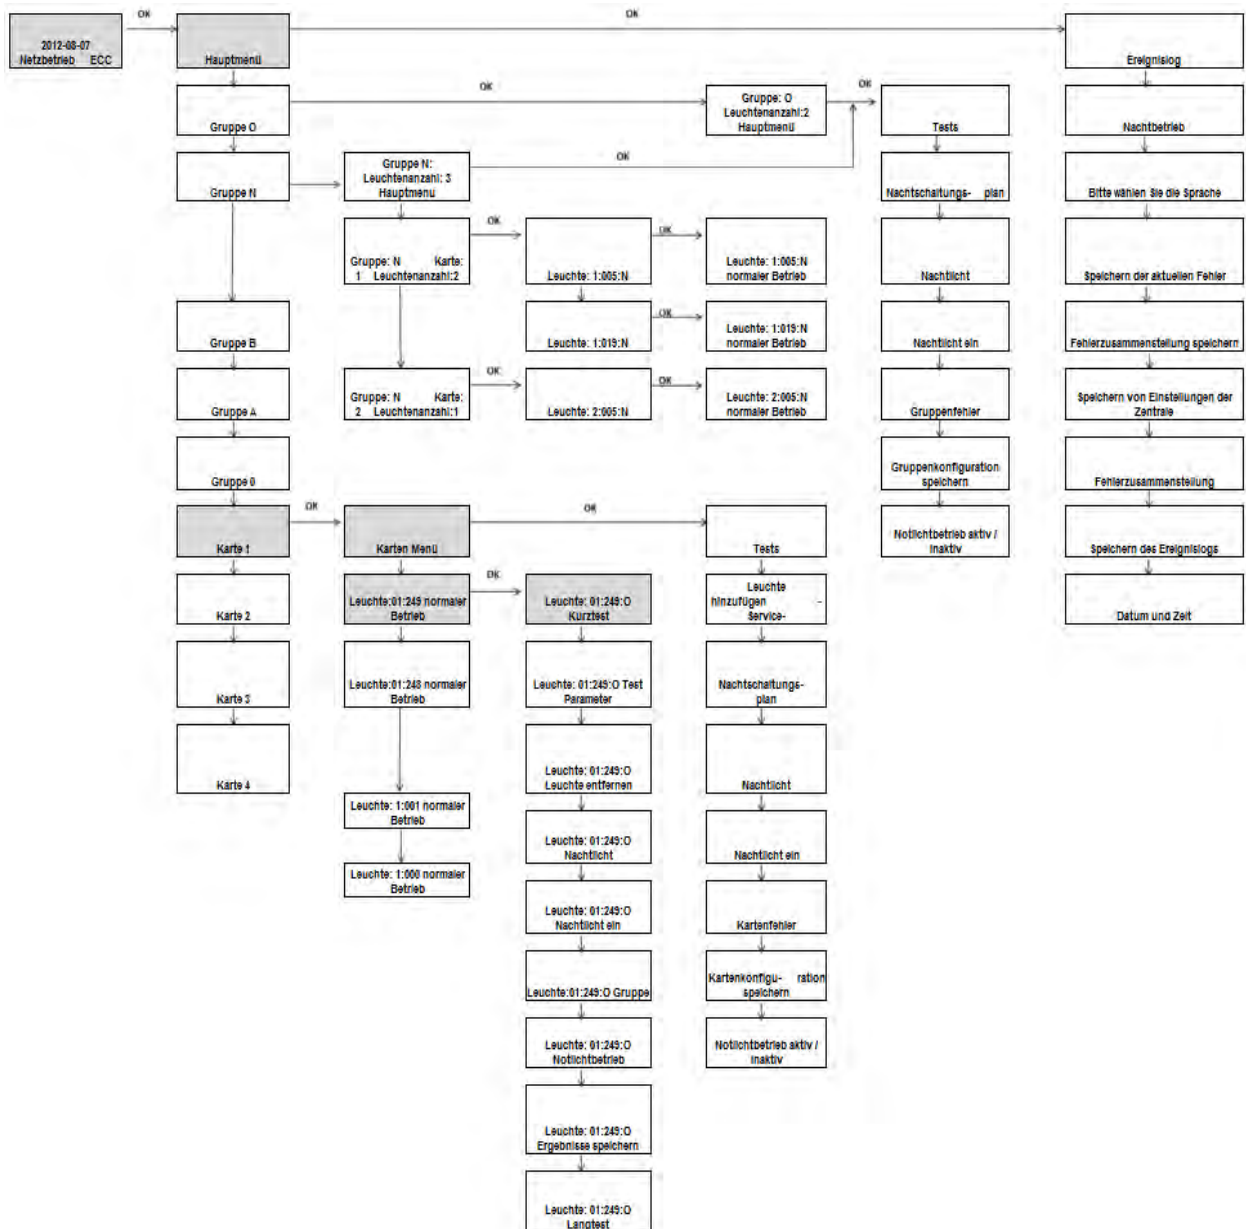 OK
OK
2012-08-07
Netzbetrieb ECC
Hauptmenü
Ereignislog
OK
OK
Gruppe O
Gruppe: O
Leuchtenanzahl:2
Hauptmenü
Tests
Nachtbetrieb
OK
Gruppe N
Gruppe N:
Leuchtenanzahl: 3
Hauptmenu
Nachtschaltungs- plan
Bitte wählen Sie die Sprache
OK
OK
Gruppe: N Karte:
1 Leuchtenanzahl:2
Leuchte: 1:005:N
Leuchte: 1:005:N
normaler Betrieb
Nachtlicht
Speichern der aktuellen Fehler
OK
Gruppe B
Leuchte: 1:019:N
Leuchte: 1:019:N
normaler Betrieb
Nachtlicht ein
Fehlerzusammenstellung speichern
OK
OK
Gruppe A
Gruppe: N Karte:
2 Leuchtenanzahl:1
Leuchte: 2:005:N
Leuchte: 2:005:N
normaler Betrieb
Gruppenfehler
Speichern von Einstellungen der
Zentrale
Gruppe 0
Gruppenkonfiguration
speichern
Fehlerzusammenstellung
OK
OK
Karte 1
Karten Menü
Tests
Notlichtbetrieb aktiv /
inaktiv
Speichern des Ereignislogs
OK
Karte 2
Leuchte:01:249 normaler
Betrieb
Leuchte: 01:249:O
Kurztest
Leuchte
hinzufügen -
Service-
Datum und Zeit
Karte 3
Leuchte:01:248 normaler
Betrieb
Leuchte: 01:249:O Test
Parameter
Nachtschaltungs-
plan
Karte 4
Leuchte: 01:249:O
Leuchte entfernen
Nachtlicht
Leuchte: 1:001 normaler
Betrieb
Leuchte: 01:249:O
Nachtlicht
Nachtlicht ein
Leuchte: 1:000 normaler
Betrieb
Leuchte: 01:249:O
Nachtlicht ein
Kartenfehler
Leuchte:01:249:O Gruppe
Kartenkonfigu- ration
speichern
Leuchte: 01:249:O
Notlichtbetrieb
Notlichtbetrieb aktiv /
inaktiv
Leuchte: 01:249:O
Ergebnisse speichern
Leuchte: 01:249:O
Langtest